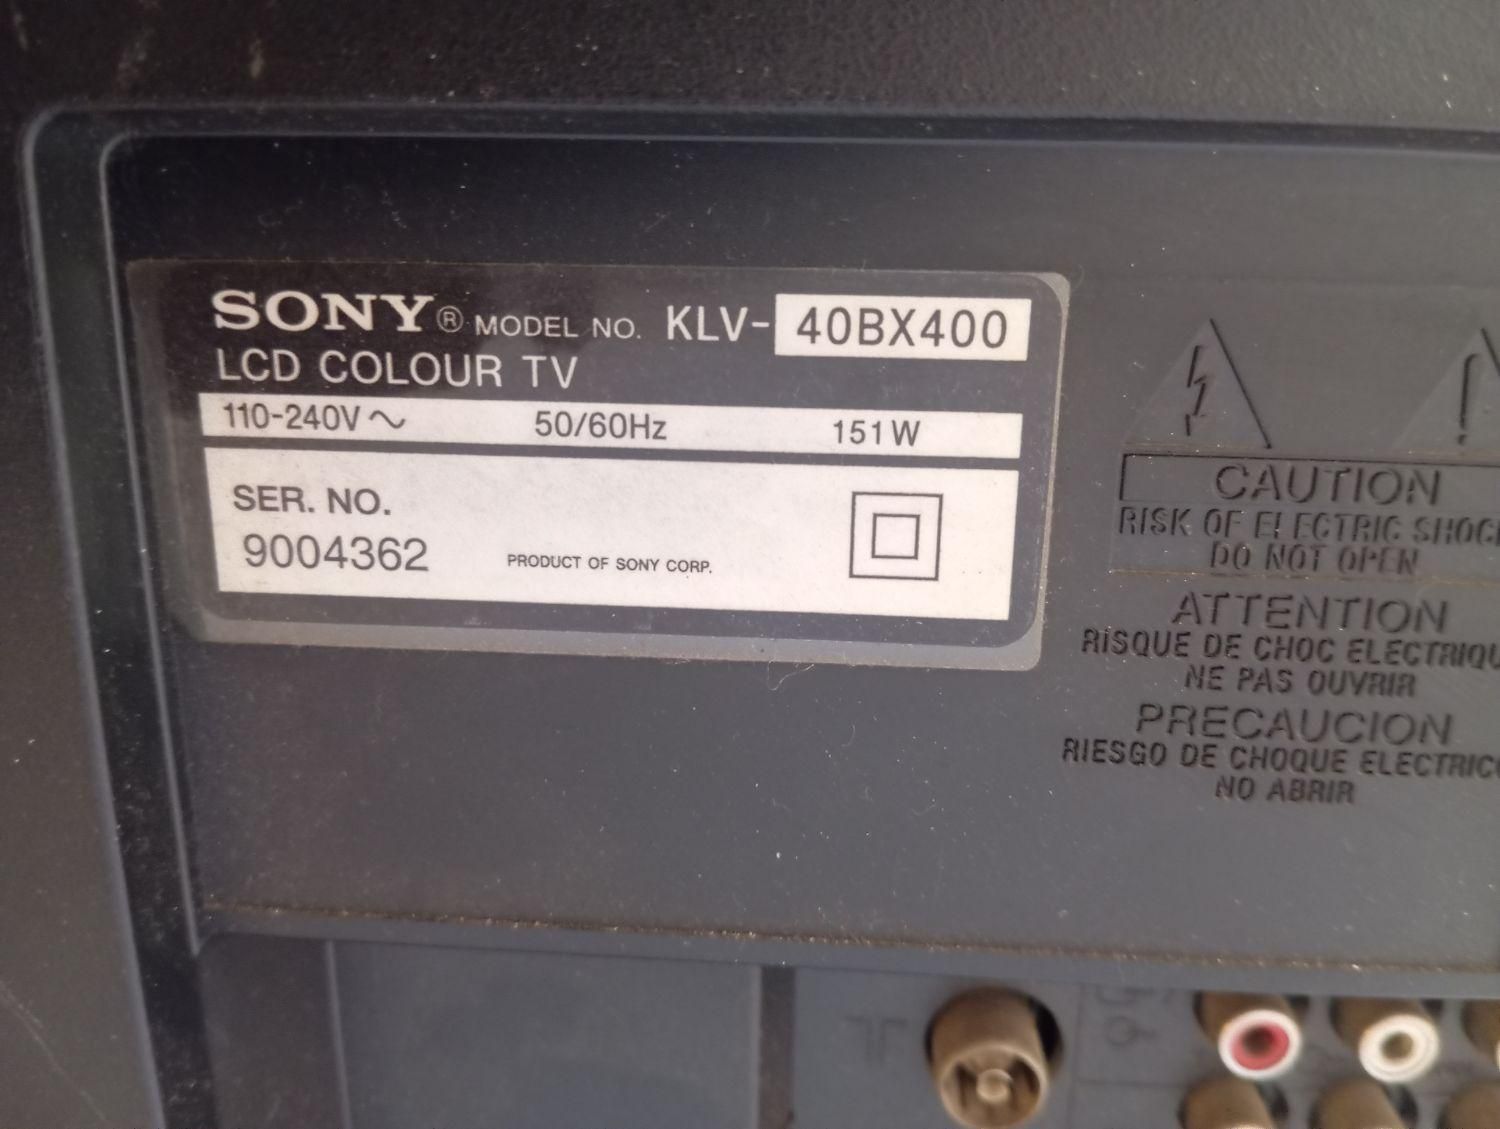 SONY® MODEL NO. KLV-40BX400
LCD COLOUR TV
110-240V~ 50/60Hz 151W
SER. NO.
9004362
PRODUCT OF SONY CORP.
CAUTION
RISK OF ELECTRIC SHOC
DO NOT OPEN
ATTENTION
RISQUE DE CHOC ELECTRIQU
NE PAS OUVRIR
PRECAUCION
RIESGO DE CHOQUE ELECTRICO
NO ABRIR